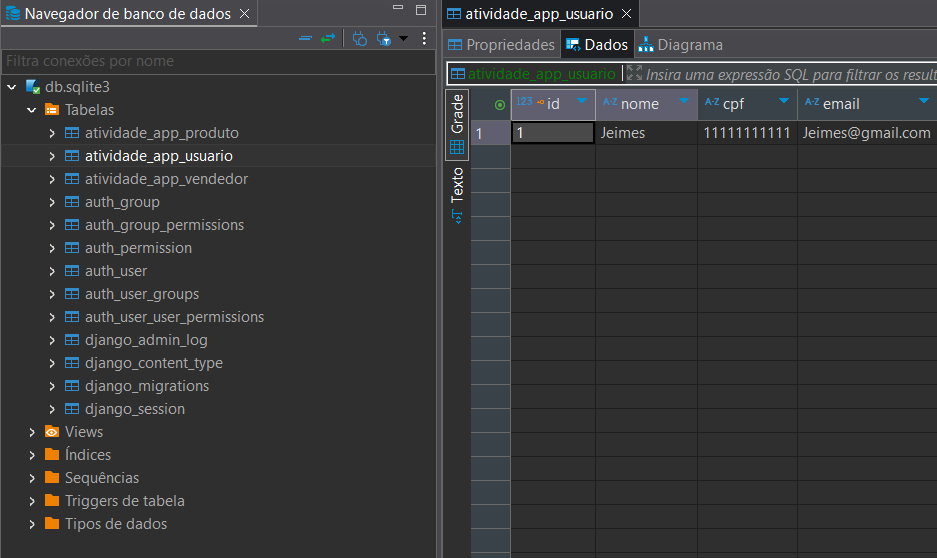 Navegador de banco de dados
Filtra conexões por nome
db.sqlite3
Tabelas
atividade_app_produto
atividade_app_usuario
atividade_app_vendedor
auth_group
auth_group_permissions
auth_permission
auth_user
auth_user_groups
auth_user_user_permissions
django_admin_log
django_content_type
django_migrations
django_session
Views
Índices
Sequências
Triggers de tabela
Tipos de dados
atividade_app_usuario
Propriedades Dados Diagrama
atividade_app_usuario Insira uma expressão SQL para filtrar os result
Grade
Texto
123 id A-Z nome A-Z cpf A-Z email
1 1 Jeimes 11111111111 Jeimes@gmail.com